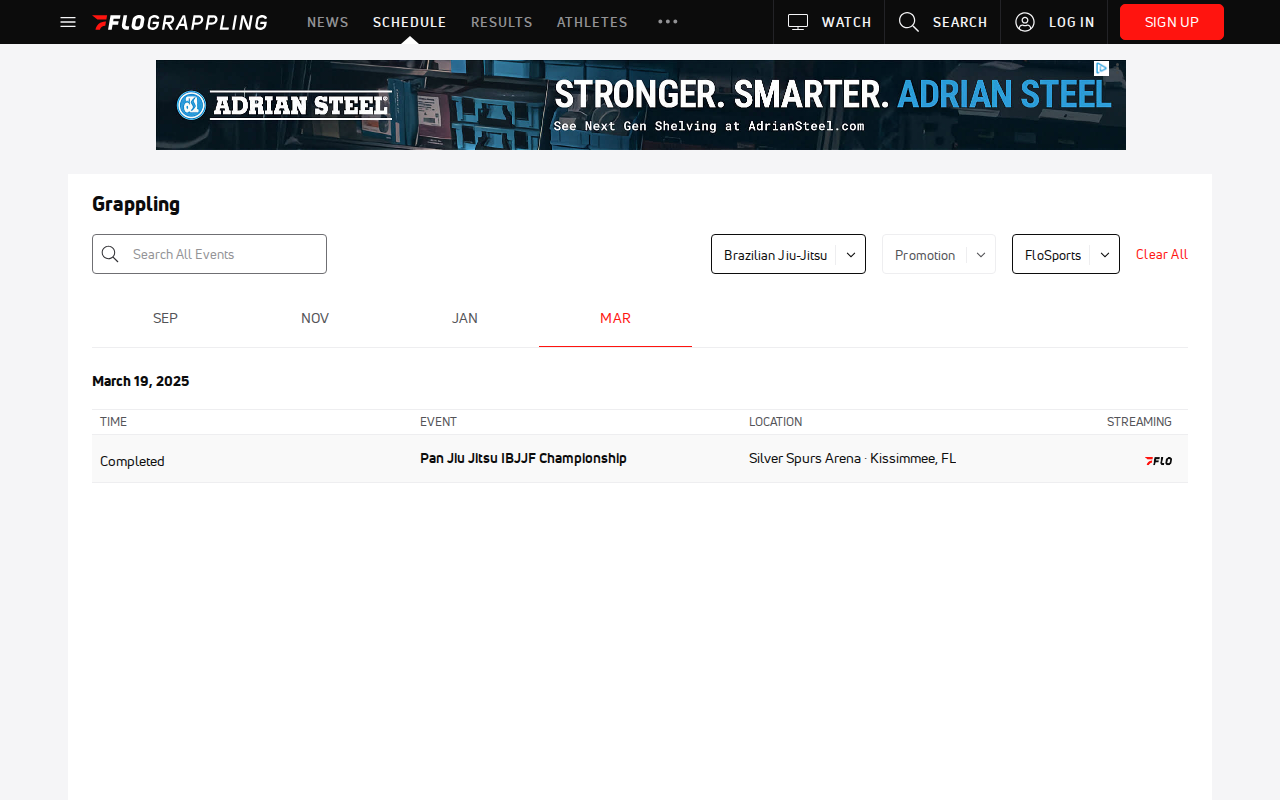 FLOGRAPPLING NEWS SCHEDULE RESULTS ATHLETES WATCH SEARCH LOG IN SIGN UP
ADRIAN STEEL STRONGER. SMARTER. ADRIAN STEEL
See Next Gen Shelving at AdrianSteel.com
Grappling
Search All Events Brazilian Jiu-Jitsu Promotion FloSports Clear All
SEP NOV JAN MAR
March 19, 2025
TIME EVENT LOCATION STREAMING
Completed Pan Jiu Jitsu IBJJF Championship Silver Spurs Arena · Kissimmee, FL FLO